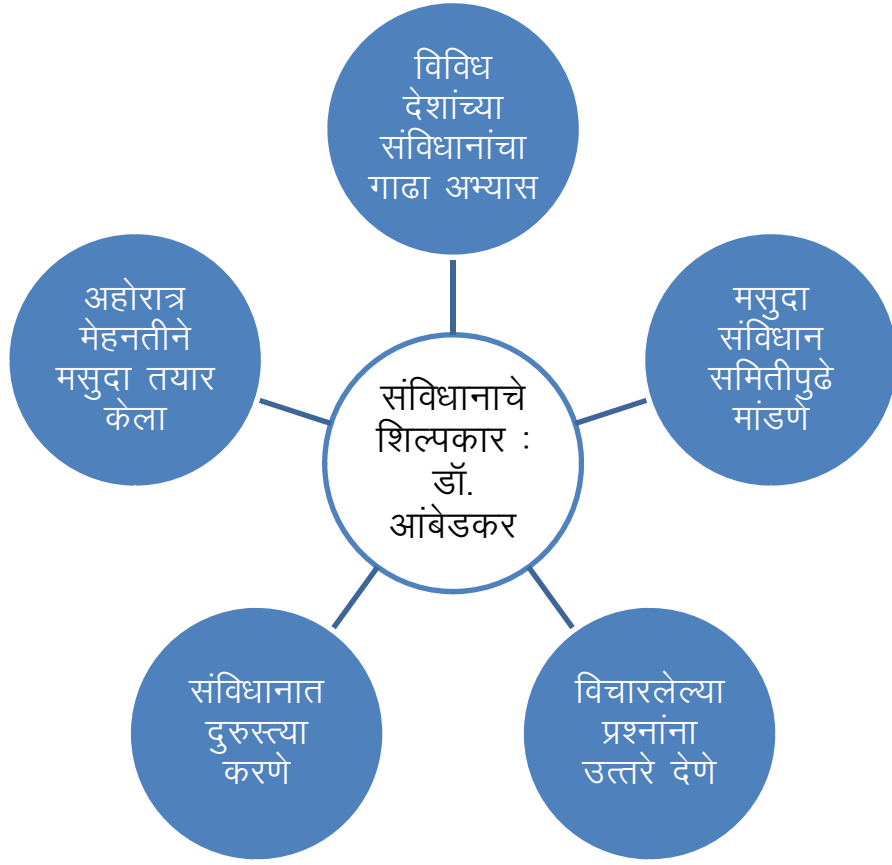 विविध
देशांच्या
संविधानांचा
गाढा अभ्यास
मसुदा
संविधान
समितीपुढे
मांडणे
विचारलेल्या
प्रश्नांना
उत्तरे देणे
संविधानात
दुरुस्त्या
करणे
अहोरात्र
मेहनतीने
मसुदा तयार
केला
संविधानाचे
शिल्पकार :
डॉ.
आंबेडकर